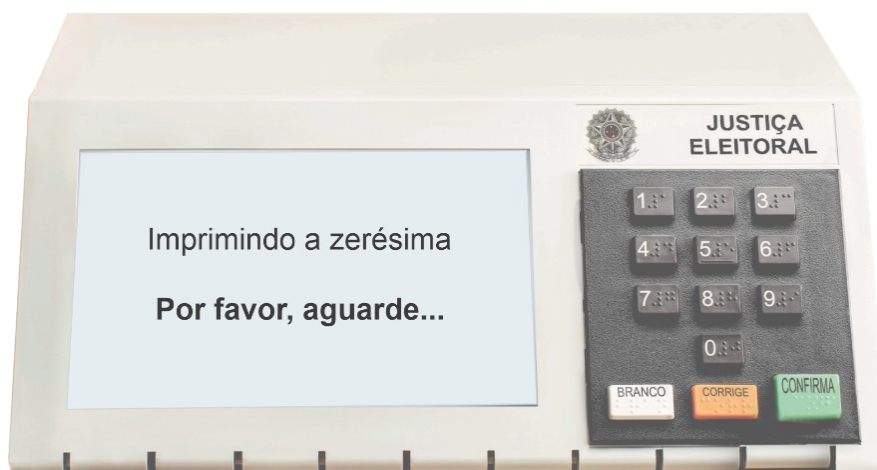 JUSTIÇA
ELEITORAL
Imprimindo a zerésima
Por favor, aguarde...
1 2 3
4 5 6
7 8 9
0
BRANCO CORRIGE CONFIRMA